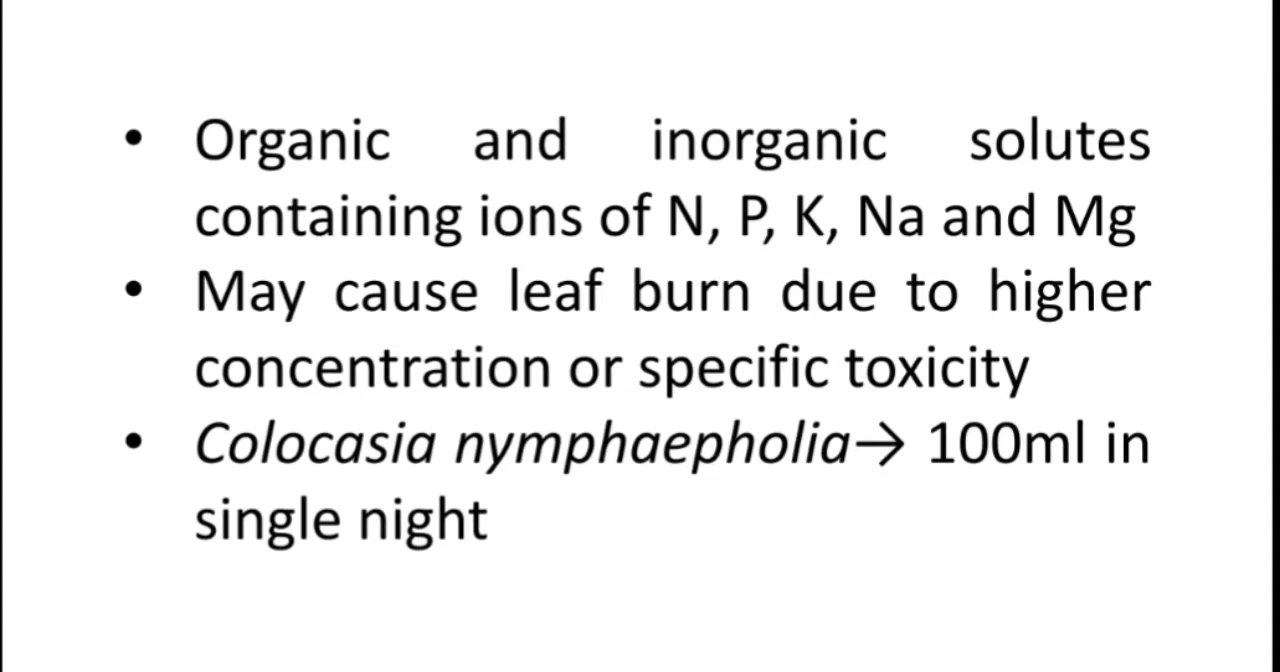 • Organic and inorganic solutes
containing ions of N, P, K, Na and Mg
• May cause leaf burn due to higher
concentration or specific toxicity
• Colocasia nymphaepholia→ 100ml in
single night